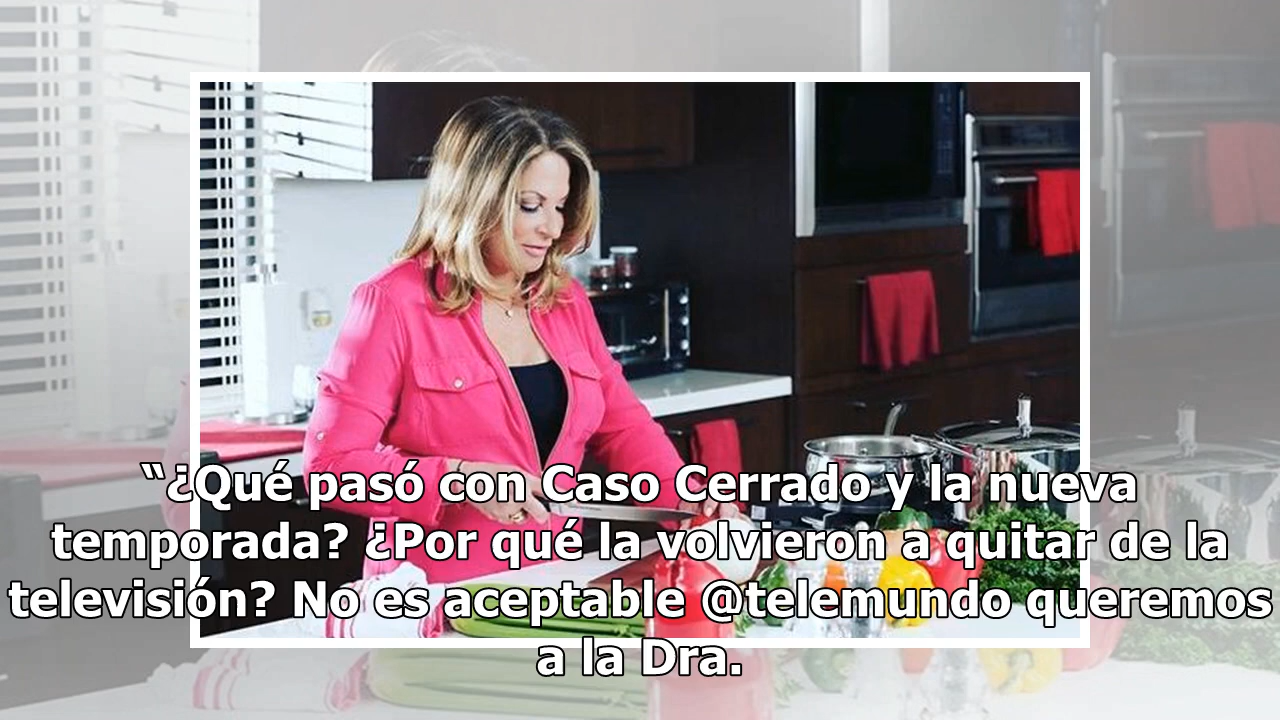 “¿Qué pasó con Caso Cerrado y la nueva
temporada? ¿Por qué la volvieron a quitar de la
televisión? No es aceptable @telemundo queremos
a la Dra.